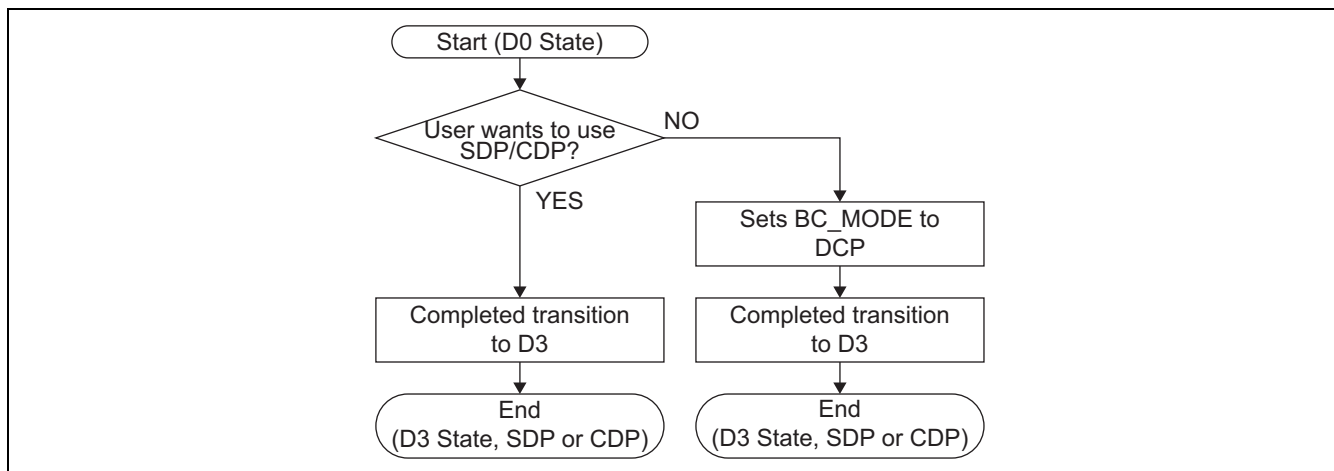 Start (D0 State)
User wants to use
SDP/CDP?
NO
YES
Sets BC_MODE to
DCP
Completed transition
to D3
Completed transition
to D3
End
(D3 State, SDP or CDP)
End
(D3 State, SDP or CDP)